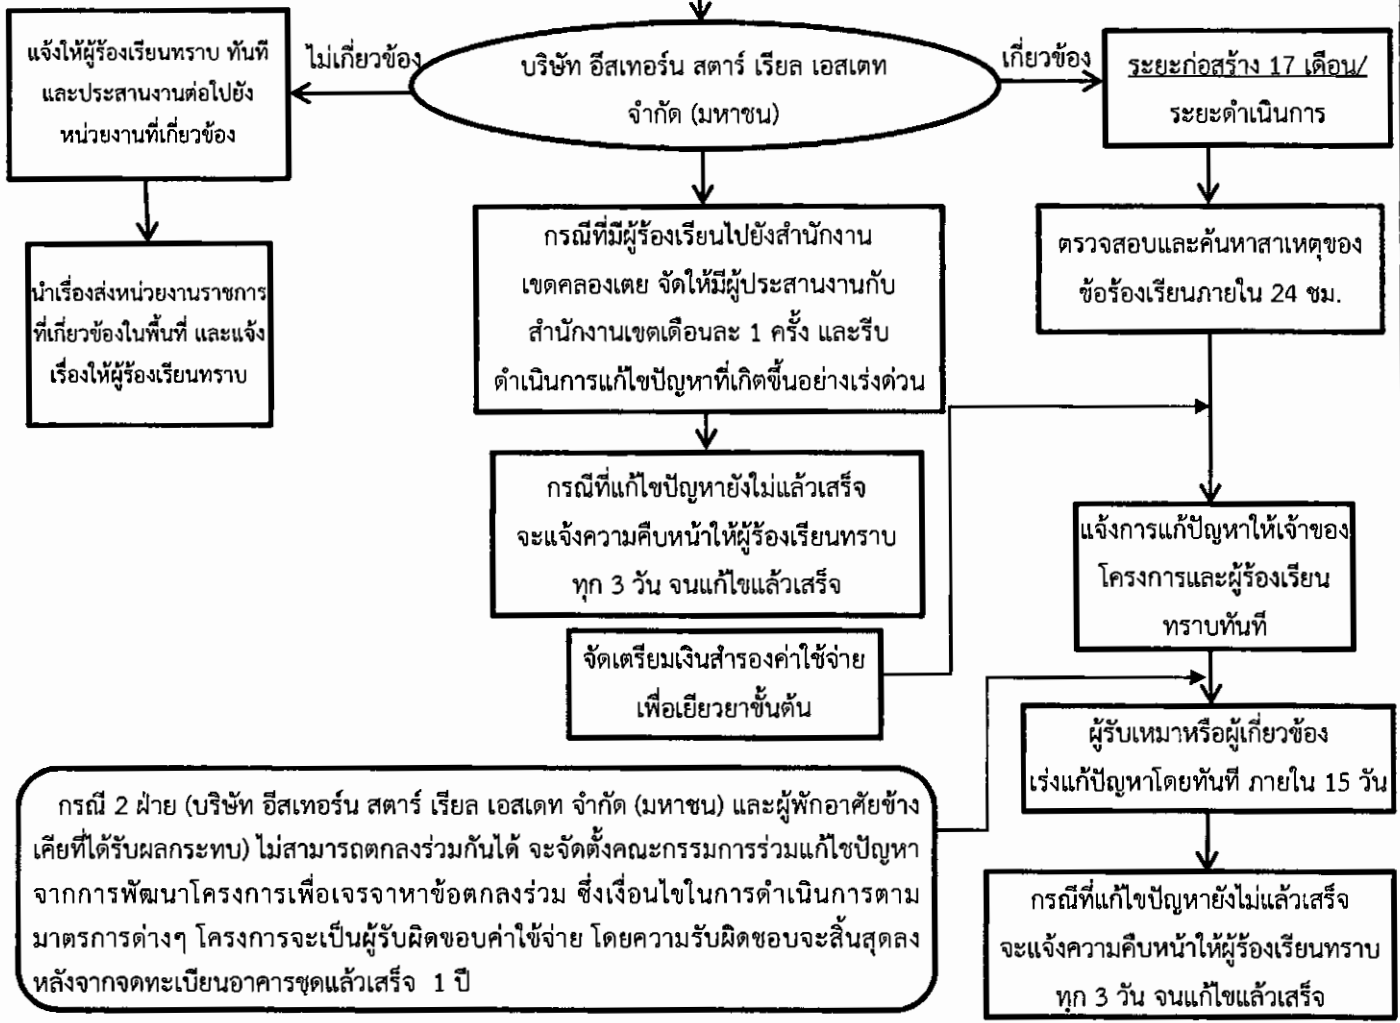 แจ้งให้ผู้ร้องเรียนทราบ ทันที
และประสานงานต่อไปยัง
หน่วยงานที่เกี่ยวข้อง
ไม่เกี่ยวข้อง
บริษัท อีสเทอร์น สตาร์ เรียล เอสเตท
จำกัด (มหาชน)
เกี่ยวข้อง
ระยะก่อสร้าง 17 เดือน/
ระยะดำเนินการ
นำเรื่องส่งหน่วยงานราชการ
ที่เกี่ยวข้องในพื้นที่ และแจ้ง
เรื่องให้ผู้ร้องเรียนทราบ
กรณีที่มีผู้ร้องเรียนไปยังสำนักงาน
เขตคลองเตย จัดให้มีผู้ประสานงานกับ
สำนักงานเขตเดือนละ 1 ครั้ง และรีบ
ดำเนินการแก้ไขปัญหาที่เกิตขึ้นอย่างเร่งด่วน
ตรวจสอบและค้นหาสาเหตุของ
ข้อร้องเรียนภายใน 24 ชม.
กรณีที่แก้ไขปัญหายังไม่แล้วเสร็จ
จะแจ้งความคืบหน้าให้ผู้ร้องเรียนทราบ
ทุก 3 วัน จนแก้ไขแล้วเสร็จ
แจ้งการแก้ปัญหาให้เจ้าของ
โครงการและผู้ร้องเรียน
ทราบทันที
จัดเตรียมเงินสำรองค่าใช้จ่าย
เพื่อเยียวยาขั้นต้น
ผู้รับเหมาหรือผู้เกี่ยวข้อง
เร่งแก้ปัญหาโดยทันที ภายใน 15 วัน
กรณี 2 ฝ่าย (บริษัท อีสเทอร์น สตาร์ เรียล เอสเดท จำกัด (มหาชน) และผู้พักอาศัยข้าง
เคียที่ได้รับผลกระทบ) ไม่สามารถตกลงร่วมกันได้ จะจัดตั้งคณะกรรมการร่วมแก้ไขปัญหา
จากการพัฒนาโครงการเพื่อเจรจาหาข้อตกลงร่วม ซึ่งเงื่อนไขในการดำเนินการตาม
มาตรการต่างๆ โครงการจะเป็นผู้รับผิดขอบค่าใช้จ่าย โดยความรับผิดชอบจะสิ้นสุดลง
หลังจากจดทะเบียนอาคารชุดแล้วเสร็จ 1 ปี
กรณีที่แก้ไขปัญหายังไม่แล้วเสร็จ
จะแจ้งความคืบหน้าให้ผู้ร้องเรียนทราบ
ทุก 3 วัน จนแก้ไขแล้วเสร็จ